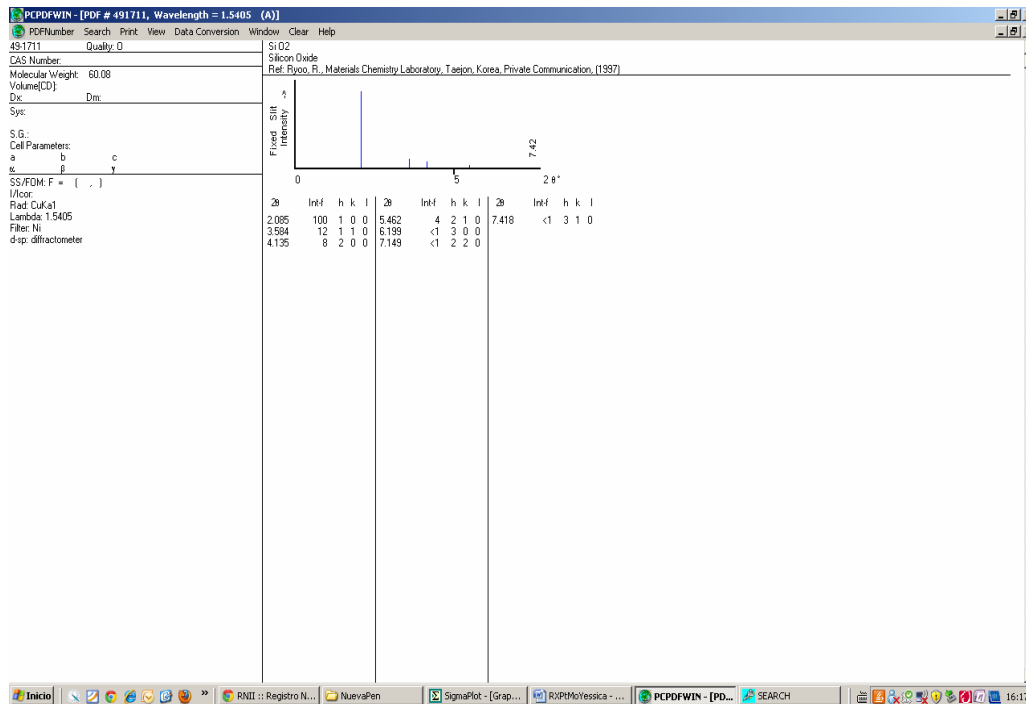 PCPDFWIN - [PDF # 491711, Wavelength = 1.5405 (A)]
PDFNumber Search Print View Data Conversion Window Clear Help
49-1711 Quality: O
CAS Number:
Molecular Weight: 60.08
Volume[CD]:
Dx: Dm:
Sys:
S.G.:
Cell Parameters:
a b c
α β γ
SS/FOM: F = ( , )
I/Icor:
Rad: CuKa1
Lambda: 1.5405
Filter: Ni
d-sp: diffractometer
Si O2
Silicon Oxide
Ref: Ryoo, R., Materials Chemistry Laboratory, Taejon, Korea, Private Communication, (1997)
Fixed Slit
Intensity ->
7.42
0 5 2 θ°
2θ Int-f h k l 2θ Int-f h k l 2θ Int-f h k l
2.085 100 1 0 0 5.462 4 2 1 0 7.418 <1 3 1 0
3.584 12 1 1 0 6.199 <1 3 0 0
4.135 8 2 0 0 7.149 <1 2 2 0
Inicio » RNII :: Registro N... NuevaPen SigmaPlot - [Grap... RXPtMoYessica - ... PCPDFWIN - [PD... SEARCH 16:17